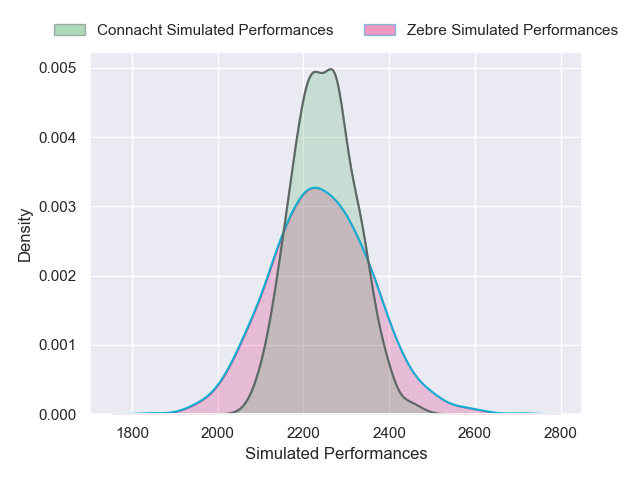 Connacht Simulated Performances Zebre Simulated Performances
0.005
0.004
0.003
0.002
0.001
0.000
Density
1800 2000 2200 2400 2600 2800
Simulated Performances